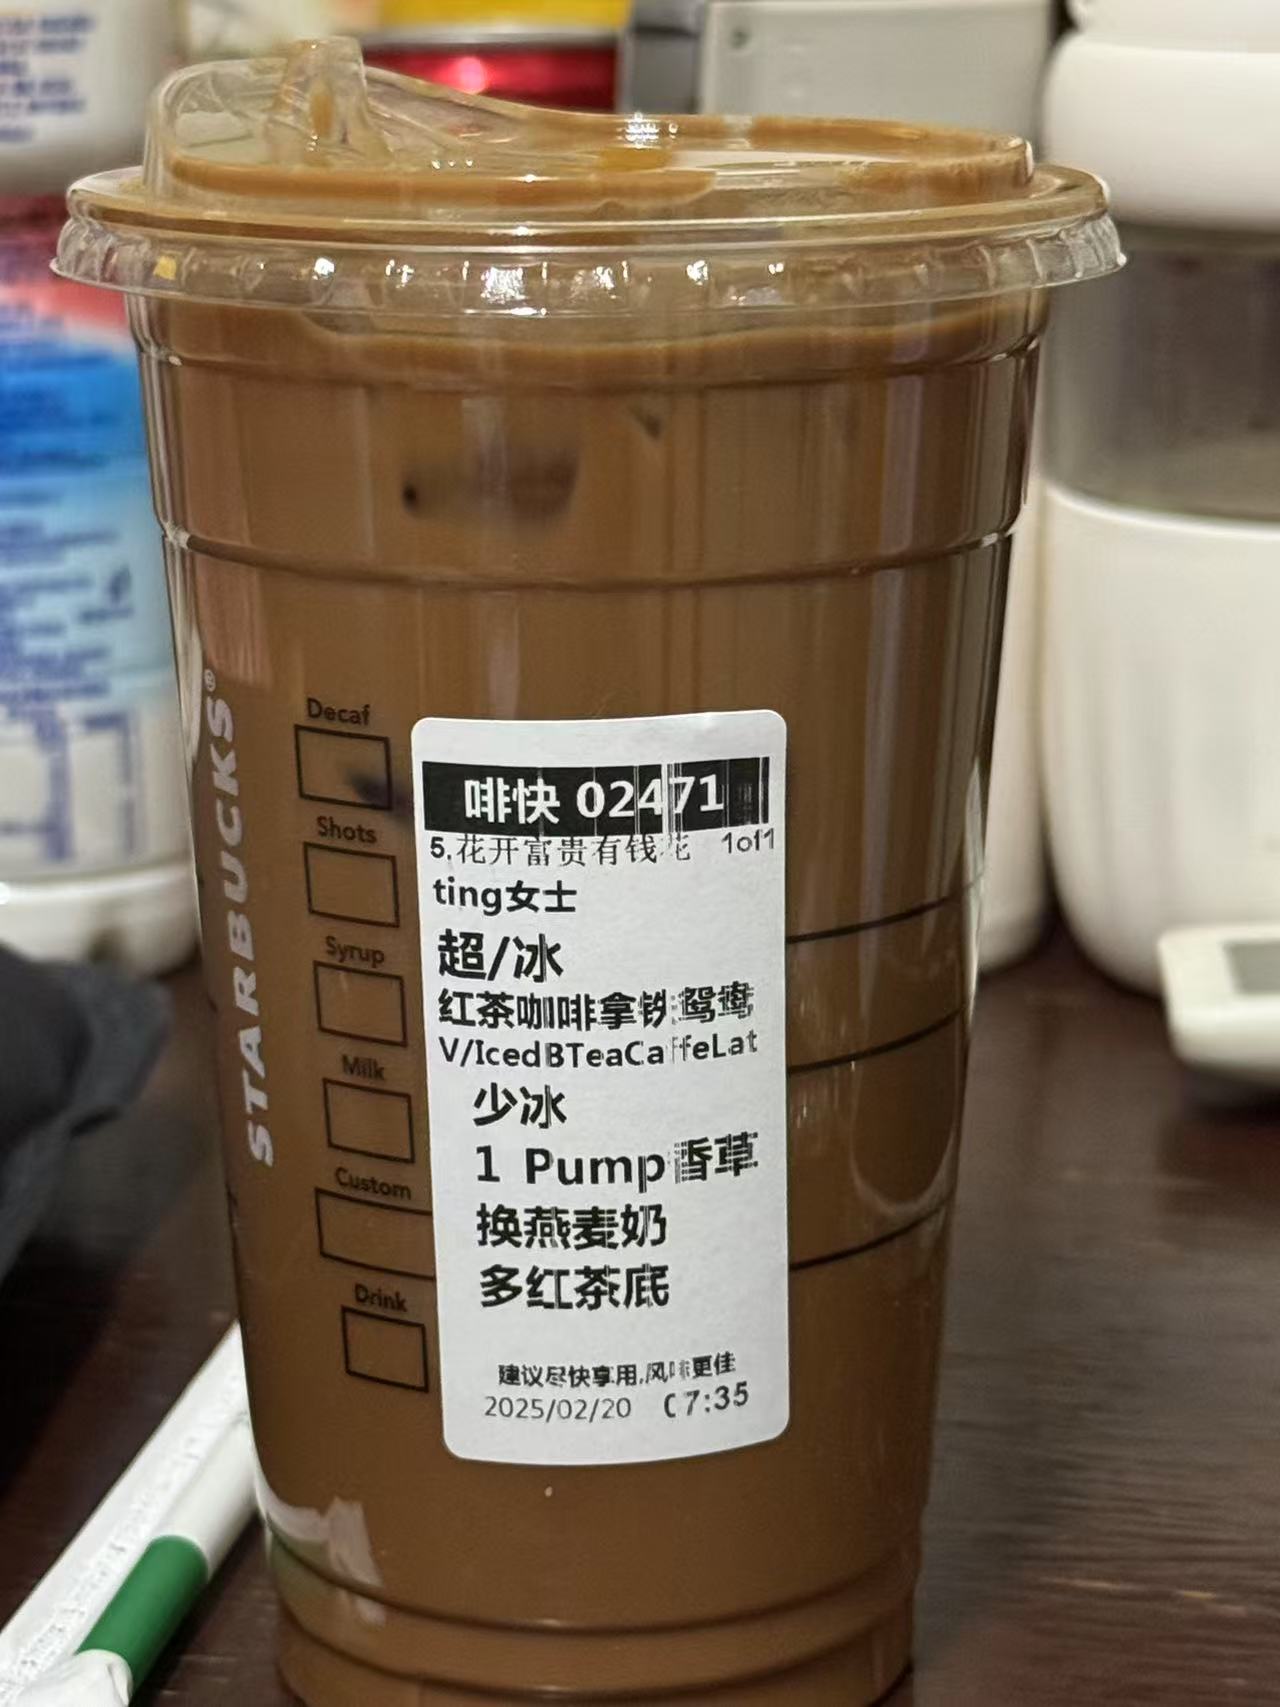 STARBUCKS®
Decaf
Shots
Syrup
Milk
Custom
Drink
啡快 02471
5.花开富贵有钱花 1of1
ting女士
超/冰
红茶咖啡拿铁:鸳鸯
V/IcedBTeaCaffeLat
少冰
1 Pump香草
换燕麦奶
多红茶底
建议尽快享用,风味更佳
2025/02/20 07:35